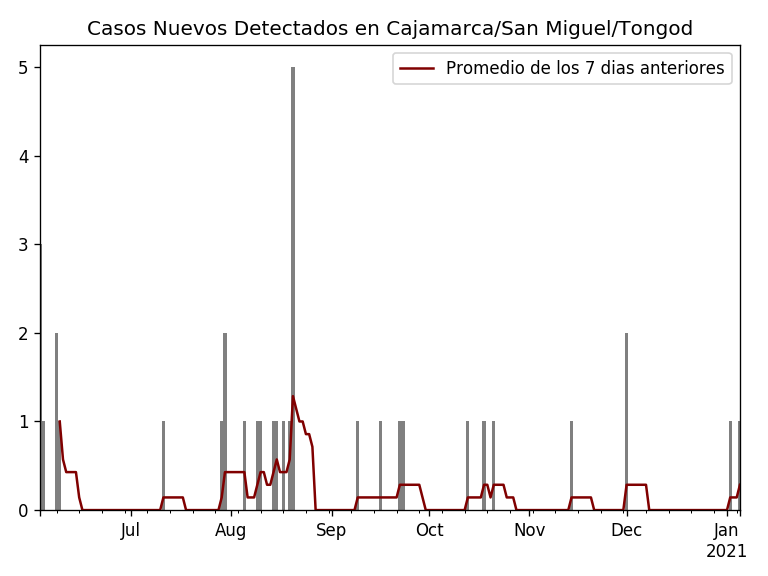 Casos Nuevos Detectados en Cajamarca/San Miguel/Tongod
Promedio de los 7 dias anteriores
5
4
3
2
1
0
Jul Aug Sep Oct Nov Dec Jan
2021